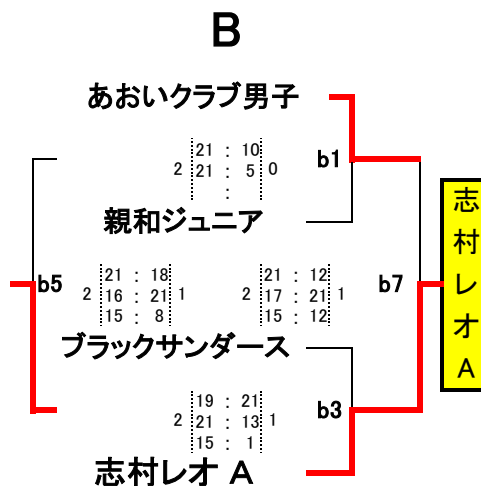 B
あおいクラブ男子
21 : 10
2 21 : 5 0
:
b1
親和ジュニア
志村レオA
b5
21 : 18
2 16 : 21 1
15 : 8
21 : 12
2 17 : 21 1
15 : 12
b7
ブラックサンダース
19 : 21
2 21 : 13 1
15 : 1
b3
志村レオ A